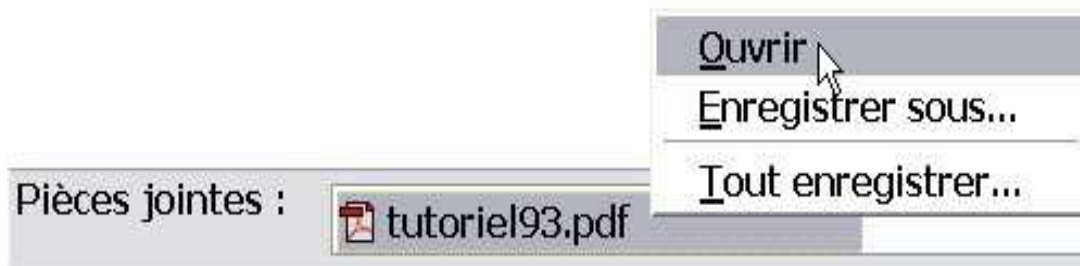 Ouvrir
Enregistrer sous...
Tout enregistrer...
Pièces jointes :
tutoriel93.pdf